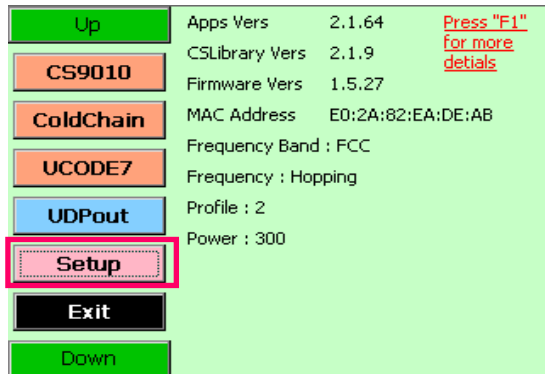 Up
CS9010
ColdChain
UCODE7
UDPout
Setup
Exit
Down
Apps Vers 2.1.64
CSLibrary Vers 2.1.9
Firmware Vers 1.5.27
MAC Address E0:2A:82:EA:DE:AB
Frequency Band : FCC
Frequency : Hopping
Profile : 2
Power : 300
Press "F1"
for more
detials